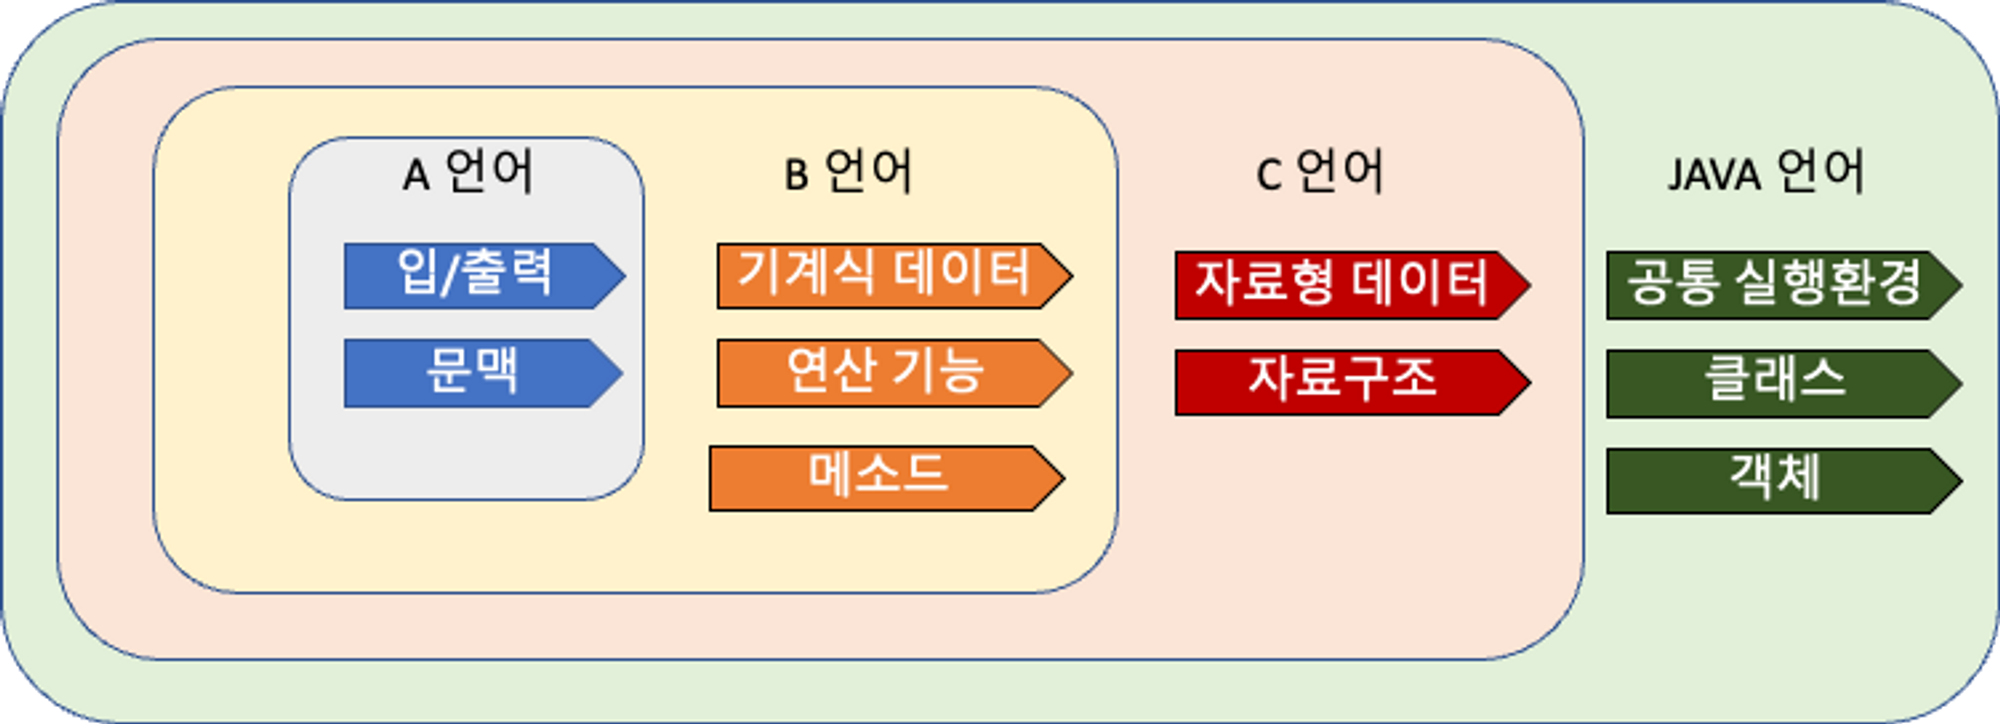 A 언어
입/출력
문맥
B 언어
기계식 데이터
연산 기능
메소드
C 언어
자료형 데이터
자료구조
JAVA 언어
공통 실행환경
클래스
객체